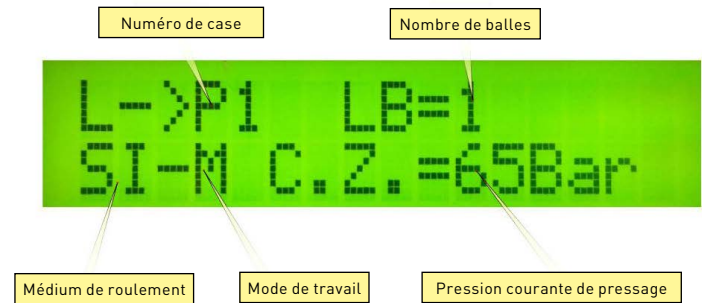 Numéro de case
Nombre de balles
L->P1 LB=1
SI-M C.Z.=65Bar
Médium de roulement
Mode de travail
Pression courante de pressage